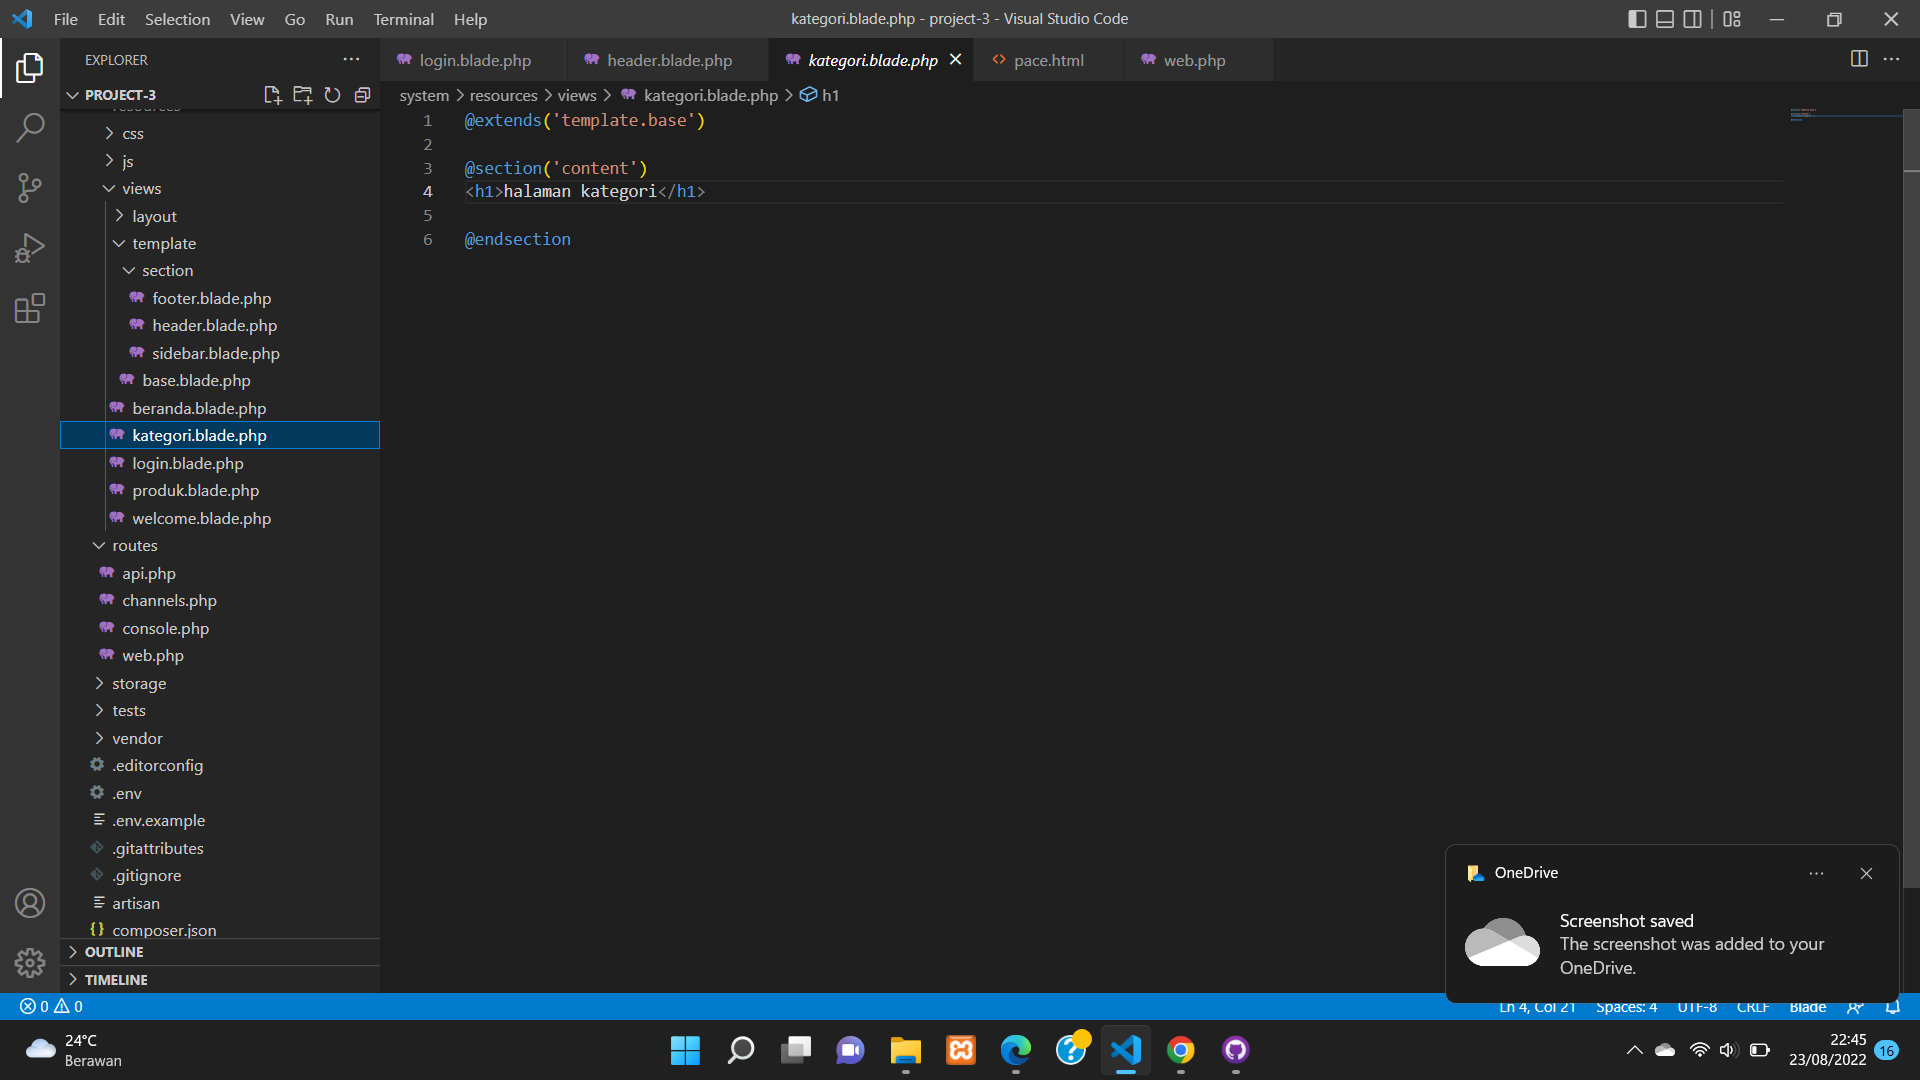 File Edit Selection View Go Run Terminal Help
kategori.blade.php - project-3 - Visual Studio Code
EXPLORER
PROJECT-3
resources
css
js
views
layout
template
section
footer.blade.php
header.blade.php
sidebar.blade.php
base.blade.php
beranda.blade.php
kategori.blade.php
login.blade.php
produk.blade.php
welcome.blade.php
routes
api.php
channels.php
console.php
web.php
storage
tests
vendor
.editorconfig
.env
.env.example
.gitattributes
.gitignore
artisan
composer.json
OUTLINE
TIMELINE
login.blade.php header.blade.php kategori.blade.php pace.html web.php
system > resources > views > kategori.blade.php > h1
1 @extends('template.base')
2
3 @section('content')
4 <h1>halaman kategori</h1>
5
6 @endsection
OneDrive
Screenshot saved
The screenshot was added to your
OneDrive.
0 0
Ln 4, Col 21 Spaces: 4 UTF-8 CRLF Blade
24°C
Berawan
22:45
23/08/2022
16